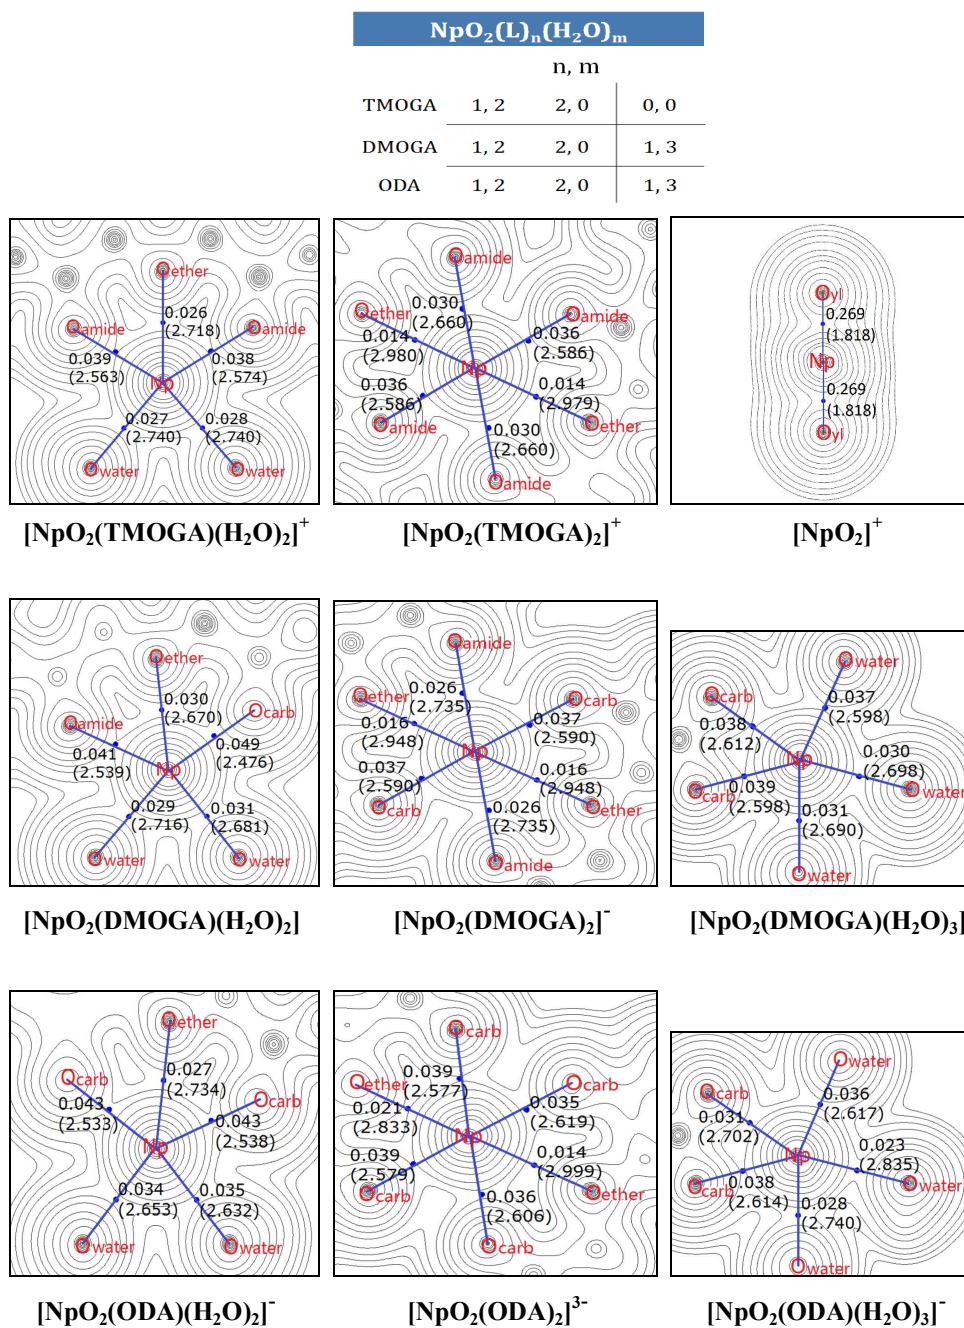 NpO₂(L)ₙ(H₂O)ₘ
n, m
TMOGA 1, 2 2, 0 0, 0
DMOGA 1, 2 2, 0 1, 3
ODA 1, 2 2, 0 1, 3
Oether
0.026
(2.718)
Oamide
Oamide
0.039
(2.563)
0.038
(2.574)
Np
0.027
(2.740)
0.028
(2.740)
Owater
Owater
[NpO₂(TMOGA)(H₂O)₂]⁺
Oamide
0.030
(2.660)
Oether
Oamide
0.014
(2.980)
0.036
(2.586)
Np
0.036
(2.586)
0.014
(2.979)
Oamide
Oether
0.030
(2.660)
Oamide
[NpO₂(TMOGA)₂]⁺
Oyl
0.269
(1.818)
Np
0.269
(1.818)
Oyl
[NpO₂]⁺
Oether
0.030
(2.670)
Ocarb
Oamide
0.041
(2.539)
0.049
(2.476)
Np
0.029
(2.716)
0.031
(2.681)
Owater
Owater
[NpO₂(DMOGA)(H₂O)₂]
Oamide
0.026
(2.735)
Oether
Ocarb
0.016
(2.948)
0.037
(2.590)
Np
0.037
(2.590)
0.016
(2.948)
Ocarb
Oether
0.026
(2.735)
Oamide
[NpO₂(DMOGA)₂]⁻
Owater
0.037
(2.598)
Ocarb
0.038
(2.612)
Np
0.030
(2.698)
0.039
(2.598)
Ocarb
Owater
0.031
(2.690)
Owater
[NpO₂(DMOGA)(H₂O)₃]
Oether
0.027
(2.734)
Ocarb
Ocarb
0.043
(2.533)
0.043
(2.538)
Np
0.034
(2.653)
0.035
(2.632)
Owater
Owater
[NpO₂(ODA)(H₂O)₂]⁻
Ocarb
0.039
(2.577)
Oether
Ocarb
0.021
(2.833)
0.035
(2.619)
Np
0.039
(2.579)
0.014
(2.999)
Ocarb
Oether
0.036
(2.606)
Ocarb
[NpO₂(ODA)₂]³⁻
Owater
0.036
(2.617)
Ocarb
0.031
(2.702)
Np
0.023
(2.835)
0.038
(2.614)
Ocarb
Owater
0.028
(2.740)
Owater
[NpO₂(ODA)(H₂O)₃]⁻